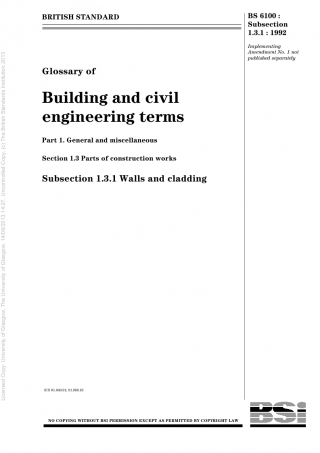 BRITISH STANDARD
BS 6100 :
Subsection
1.3.1 : 1992
Implementing
Amendment No. 1 not
published separately
Glossary of
Building and civil
engineering terms
Part 1. General and miscellaneous
Section 1.3 Parts of construction works
Subsection 1.3.1 Walls and cladding
NO COPYING WITHOUT BSI PERMISSION EXCEPT AS PERMITTED BY COPYRIGHT LAW
BSi
Licensed Copy: University of Glasgow, The University of Glasgow, 14/09/2013 14:27, Uncontrolled Copy, (c) The British Standards Institution 2013